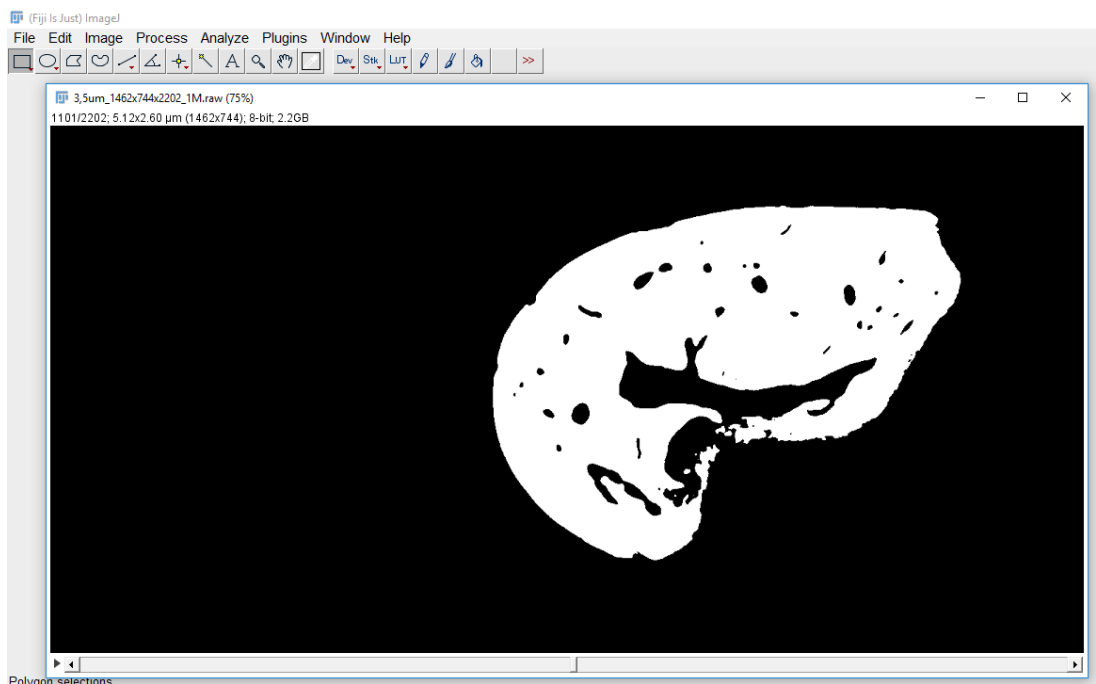 (Fiji Is Just) ImageJ
File Edit Image Process Analyze Plugins Window Help
A Dev Stk LUT >>
3,5um_1462x744x2202_1M.raw (75%)
1101/2202; 5.12x2.60 µm (1462x744); 8-bit; 2.2GB
Polygon selections